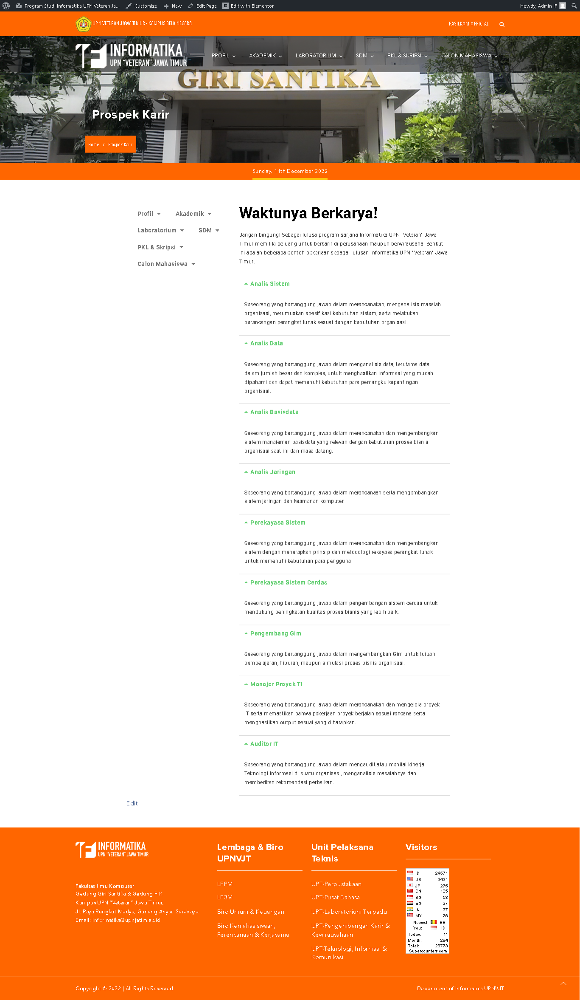 Program Studi Informatika UPN Veteran Ja... Customize New Edit Page Edit with Elementor Howdy, Admin IF
UPN VETERAN JAWA TIMUR - KAMPUS BELA NEGARA FASILKOM OFFICIAL
INFORMATIKA
UPN "VETERAN" JAWA TIMUR
PROFIL AKADEMIK LABORATORIUM SDM PKL & SKRIPSI CALON MAHASISWA
GIRI SANTIKA
Prospek Karir
Home / Prospek Karir
Sunday, 11th December 2022
Profil Akademik
Laboratorium SDM
PKL & Skripsi
Calon Mahasiswa
Waktunya Berkarya!
Jangan bingung! Sebagai lulusa program sarjana Informatika UPN "Veteran" Jawa
Timur memiliki peluang untuk berkarir di perusahaan maupun berwirausaha. Berikut
ini adalah beberapa contoh pekerjaan sebagai lulusan Informatika UPN "Veteran" Jawa
Timur:
Analis Sistem
Seseorang yang bertanggung jawab dalam merencanakan, menganalisis masalah
organisasi, merumuskan spesifikasi kebutuhan sistem, serta melakukan
perancangan perangkat lunak sesuai dengan kebutuhan organisasi.
Analis Data
Seseorang yang bertanggung jawab dalam menganalisis data, terutama data
dalam jumlah besar dan komples, untuk menghasilkan informasi yang mudah
dipahami dan dapat memenuhi kebutuhan para pemangku kepentingan
organisasi.
Analis Basisdata
Seseorang yang bertanggung jawab dalam merencanakan dan mengembangkan
sistem manajemen basisdata yang relevan dengan kebutuhan proses bisnis
organisasi saat ini dan masa datang.
Analis Jaringan
Seseorang yang bertanggung jawab dalam merencanaan serta mengembangkan
sistem jaringan dan keamanan komputer.
Perekayasa Sistem
Seseorang yang bertanggung jawab dalam merencanakan dan mengembangkan
sistem dengan menerapkan prinsip dan metodologi rekayasa perangkat lunak
untuk memenuhi kebutuhan para pengguna.
Perekayasa Sistem Cerdas
Seseorang yang bertanggung jawab dalam pengembangan sistem cerdas untuk
mendukung peningkatan kualitas proses bisnis yang lebih baik.
Pengembang Gim
Seseorang yang bertanggung jawab dalam mengembangkan Gim untuk tujuan
pembelajaran, hiburan, maupun simulasi proses bisnis organisasi.
Manajer Proyek TI
Seseorang yang bertanggung jawab dalam merencanakan dan mengelola proyek
IT serta memastikan bahwa pekerjaan proyek berjalan sesuai rencana serta
menghasilkan output sesuai yang diharapkan.
Auditor IT
Seseorang yang bertanggung jawab dalam mengaudit atau menilai kinerja
Teknologi Informasi di suatu organisasi, menganalisis masalahnya dan
memberikan rekomendasi perbaikan.
Edit
INFORMATIKA
UPN "VETERAN" JAWA TIMUR
Fakultas Ilmu Komputer
Gedung Giri Santika & Gedung FIK
Kampus UPN "Veteran" Jawa Timur,
Jl. Raya Rungkut Madya, Gunung Anyar, Surabaya.
Email: informatika@upnjatim.ac.id
Lembaga & Biro
UPNVJT
LPPM
LP3M
Biro Umum & Keuangan
Biro Kemahasiswaan,
Perencanaan & Kerjasama
Unit Pelaksana
Teknis
UPT-Perpustakaan
UPT-Pusat Bahasa
UPT-Laboratorium Terpadu
UPT-Pengembangan Karir &
Kewirausahaan
UPT-Teknologi, Informasi &
Komunikasi
Visitors
ID 24571
US 3431
JP 275
CN 125
SG 58
EG 37
IN 37
MY 26
Newest: BE
You: ID
Today: 11
Month: 284
Total: 28773
Supercounters.com
Copyright © 2022 | All Rights Reserved Department of Informatics UPNVJT